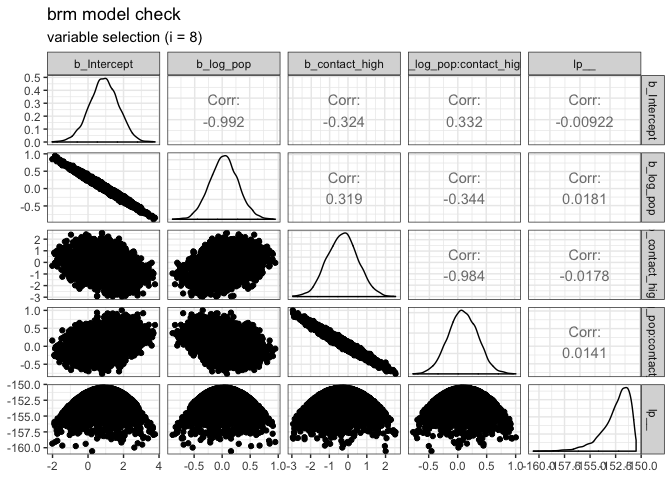 brm model check
variable selection (i = 8)
b_Intercept b_log_pop b_contact_high _log_pop:contact_hig lp__
0.5
0.4
0.3
0.2
0.1
0.0
Corr:
-0.992
Corr:
-0.324
Corr:
0.332
Corr:
-0.00922
b_Intercept
1.0
0.5
0.0
-0.5
Corr:
0.319
Corr:
-0.344
Corr:
0.0181
b_log_pop
2
1
0
-1
-2
-3
Corr:
-0.984
Corr:
-0.0178
_contact_hig
1.0
0.5
0.0
-0.5
Corr:
0.0141
_pop:contact
-150.0
-152.5
-155.0
-157.5
-160.0
lp__
-2 0 2 4 -0.5 0.0 0.5 1.0 -3 -2 -1 0 1 2 -0.5 0.0 0.5 1.0 -160.0 -157.5 -155.0 -152.5 -150.0